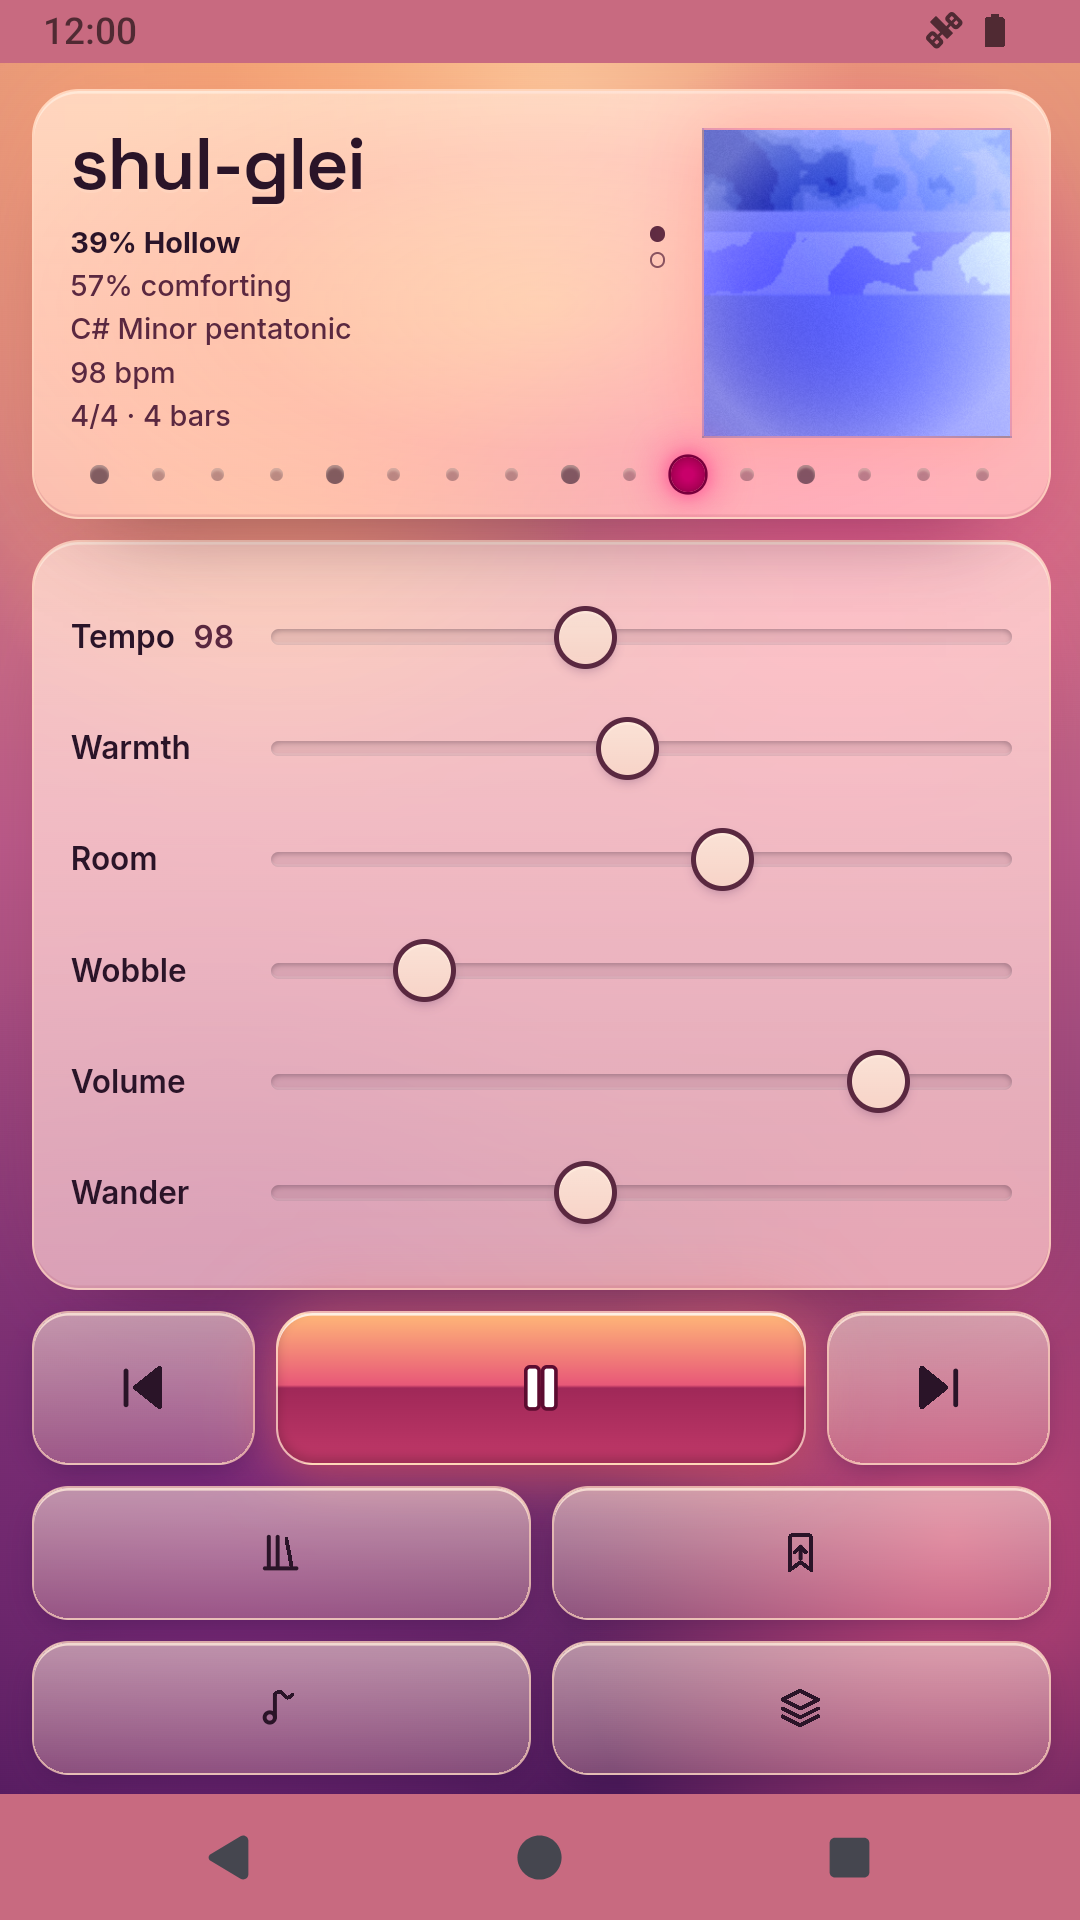 12:00
shul-glei
39% Hollow
57% comforting
C# Minor pentatonic
98 bpm
4/4 · 4 bars
Tempo 98
Warmth
Room
Wobble
Volume
Wander